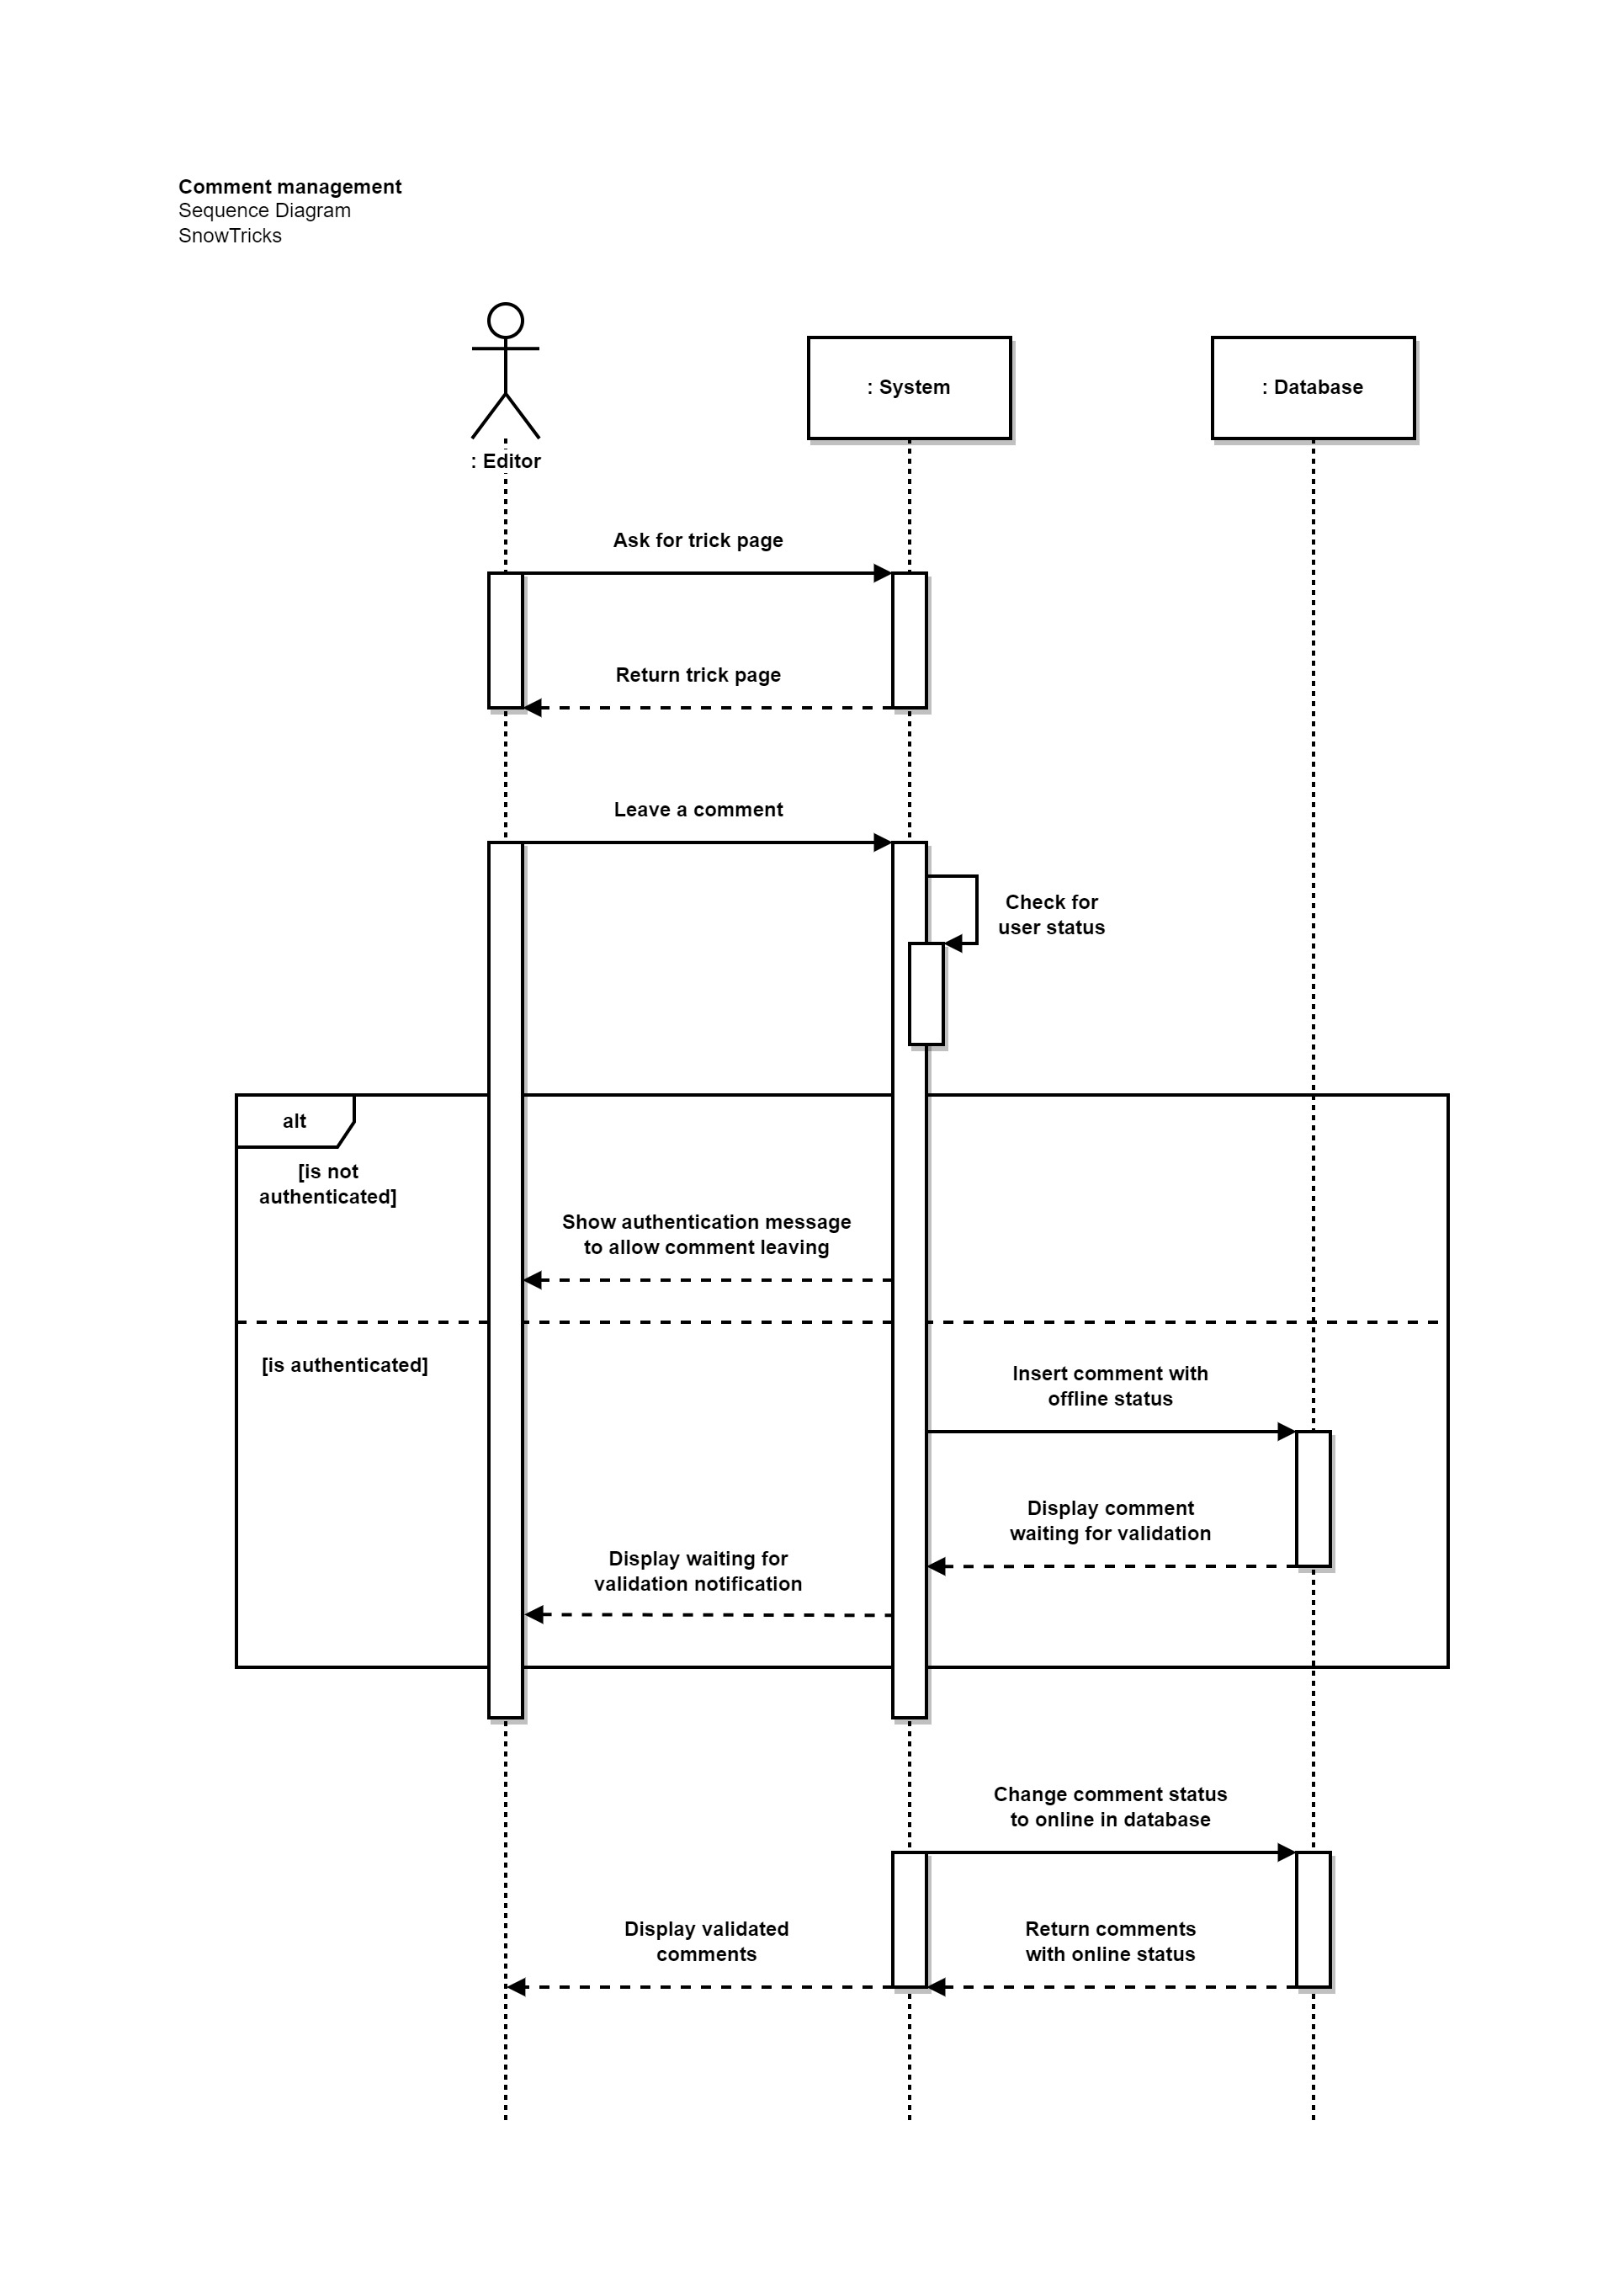 Comment management
Sequence Diagram
SnowTricks
: Editor
: System
: Database
Ask for trick page
Return trick page
Leave a comment
Check for
user status
alt
[is not
authenticated]
Show authentication message
to allow comment leaving
[is authenticated]
Insert comment with
offline status
Display comment
waiting for validation
Display waiting for
validation notification
Change comment status
to online in database
Display validated
comments
Return comments
with online status